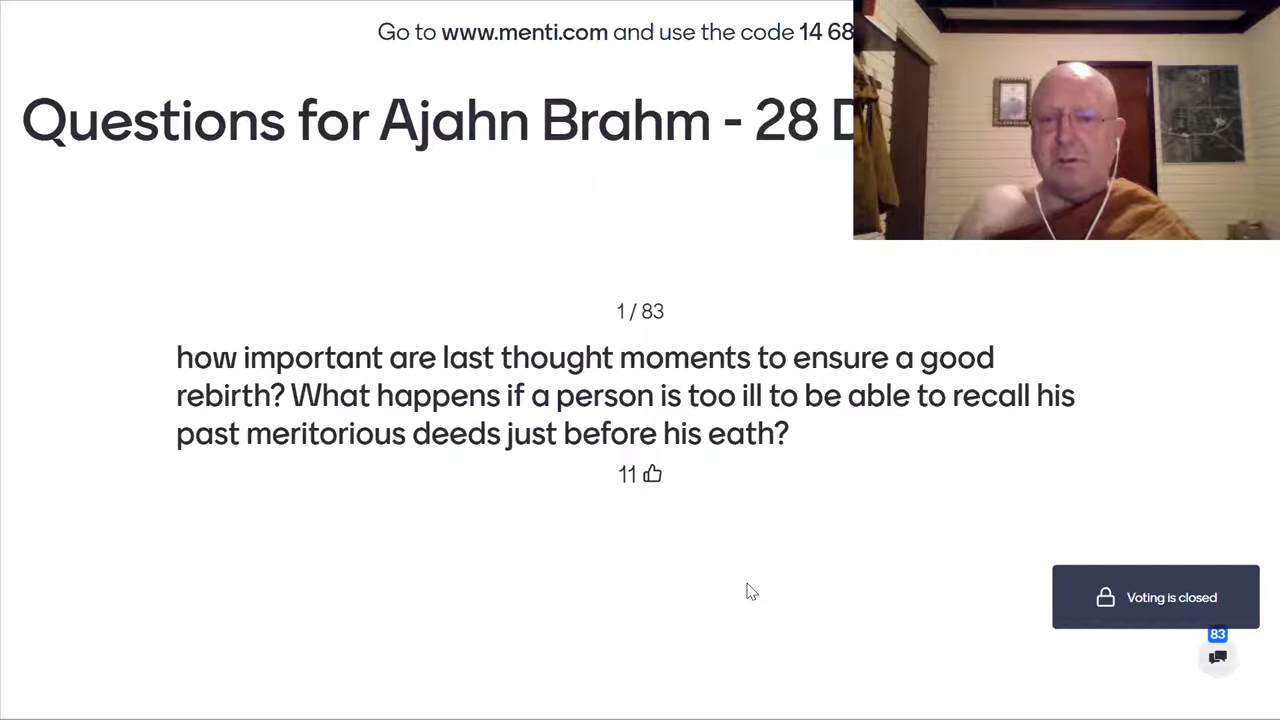 Go to www.menti.com and use the code 14 68
Questions for Ajahn Brahm - 28 D
1 / 83
how important are last thought moments to ensure a good
rebirth? What happens if a person is too ill to be able to recall his
past meritorious deeds just before his eath?
11
Voting is closed
83